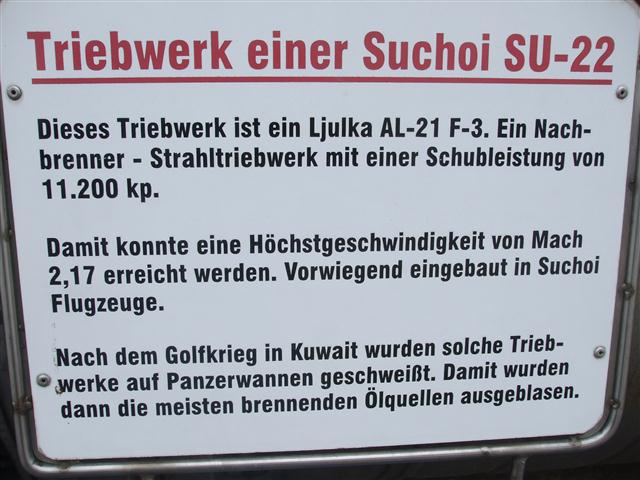 Triebwerk einer Suchoi SU-22
Dieses Triebwerk ist ein Ljulka AL-21 F-3. Ein Nach-
brenner - Strahltriebwerk mit einer Schubleistung von
11.200 kp.
Damit konnte eine Höchstgeschwindigkeit von Mach
2,17 erreicht werden. Vorwiegend eingebaut in Suchoi
Flugzeuge.
Nach dem Golfkrieg in Kuwait wurden solche Trieb-
werke auf Panzerwannen geschweißt. Damit wurden
dann die meisten brennenden Ölquellen ausgeblasen.